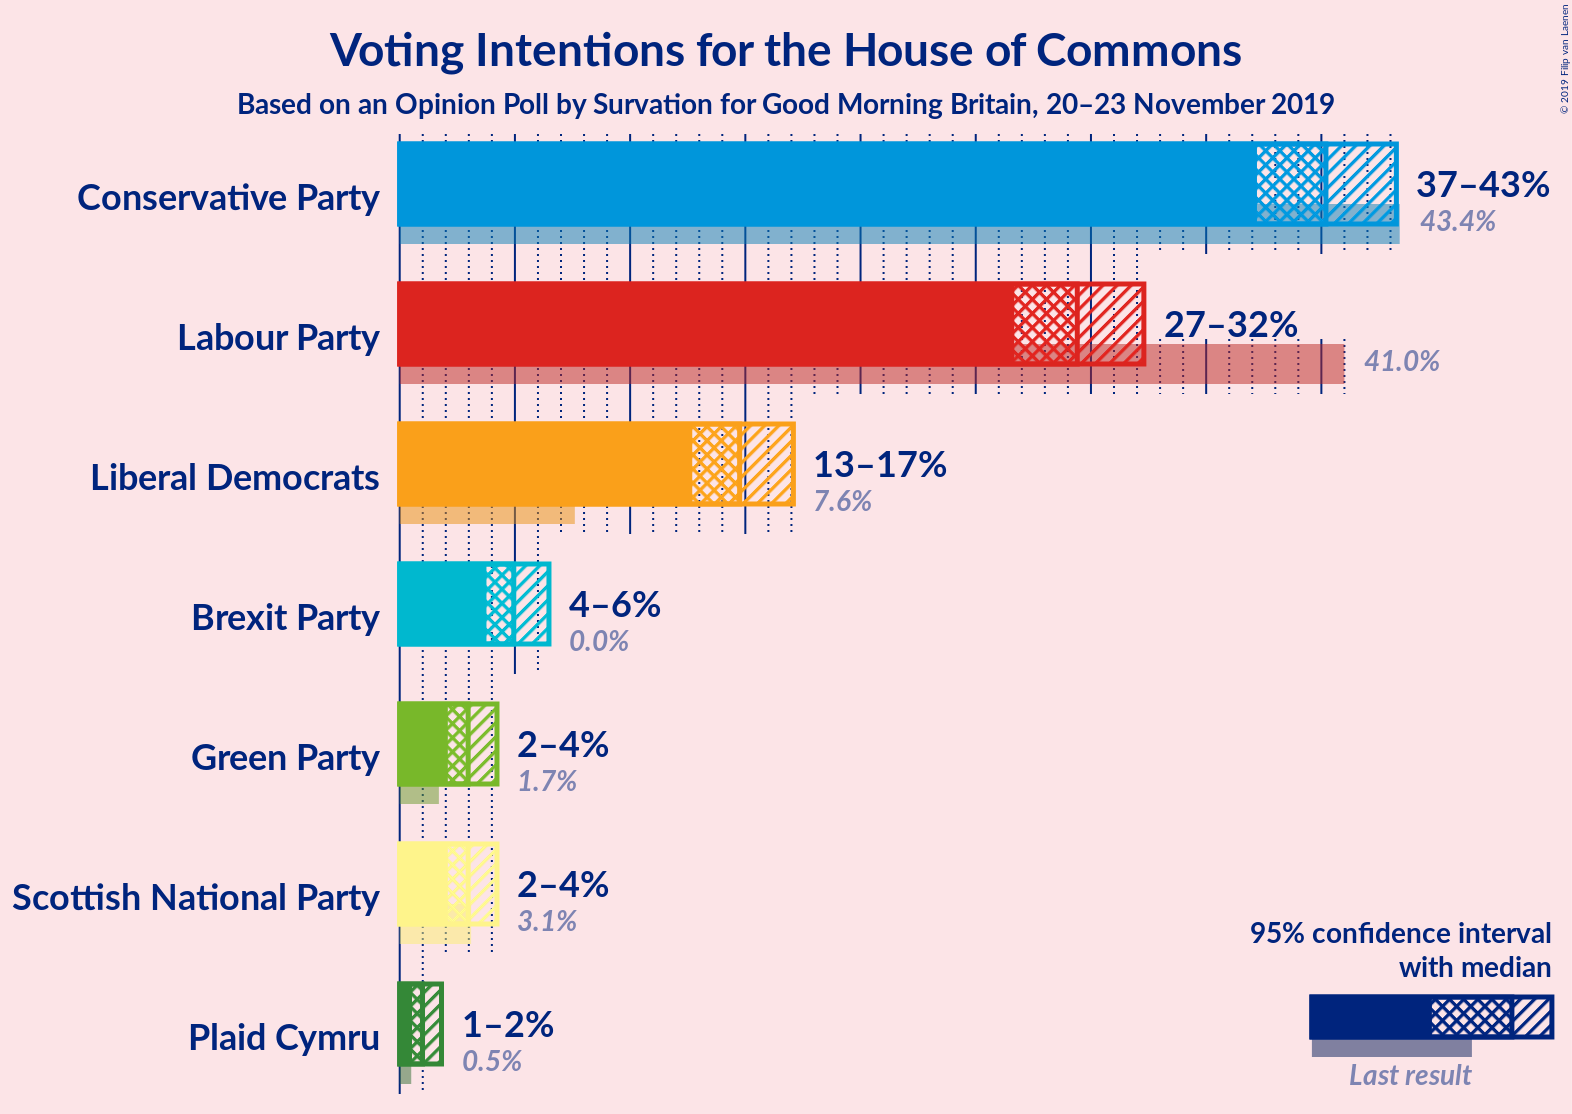 Voting Intentions for the House of Commons
Based on an Opinion Poll by Survation for Good Morning Britain, 20–23 November 2019
© 2019 Filip van Laenen
Conservative Party
37–43%
43.4%
Labour Party
27–32%
41.0%
Liberal Democrats
13–17%
7.6%
Brexit Party
4–6%
0.0%
Green Party
2–4%
1.7%
Scottish National Party
2–4%
3.1%
Plaid Cymru
1–2%
0.5%
95% confidence interval
with median
Last result